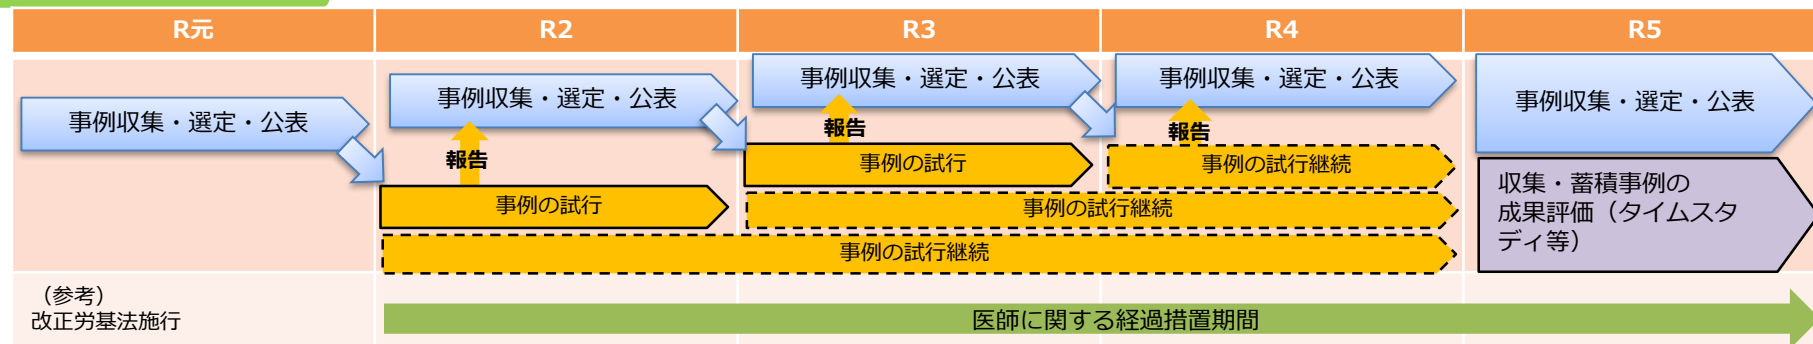 R元
R2
R3
R4
R5
事例収集・選定・公表
事例収集・選定・公表
事例収集・選定・公表
事例収集・選定・公表
事例収集・選定・公表
報告
報告
報告
事例の試行
事例の試行継続
事例の試行
事例の試行継続
事例の試行継続
収集・蓄積事例の
成果評価（タイムスタ
ディ等）
（参考）
改正労基法施行
医師に関する経過措置期間